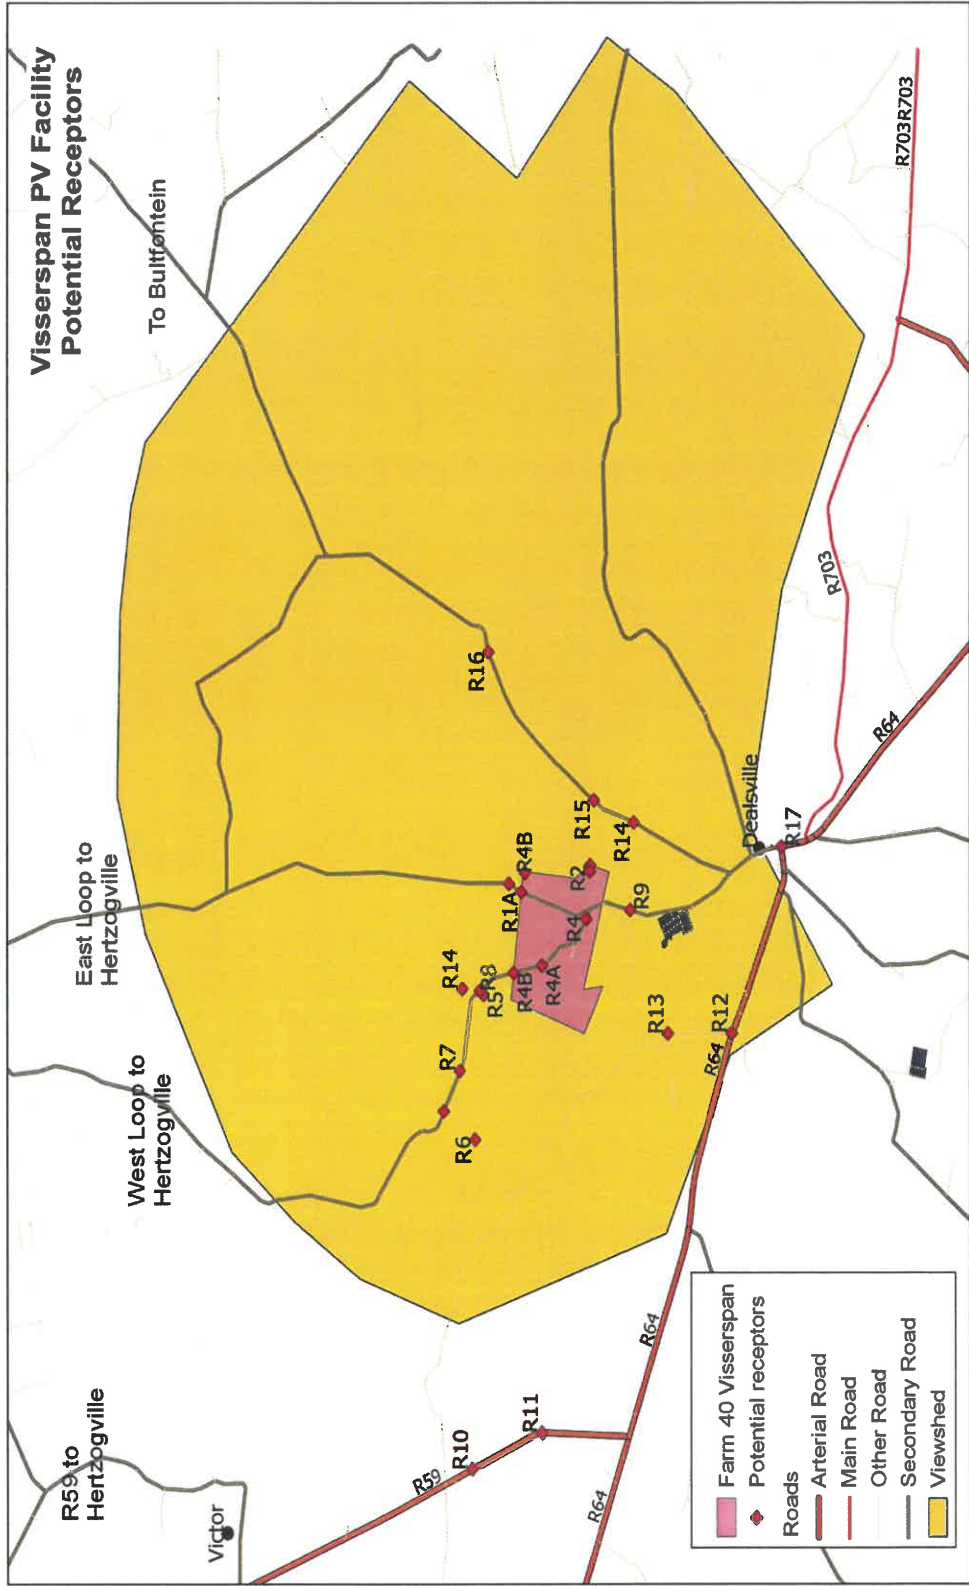 Visserspan PV Facility
Potential Receptors
R59 to
Hertzogville
West Loop to
Hertzogville
East Loop to
Hertzogville
To Bultfontein
Victor
R59
R10
R11
R6
R7
R14
R5
R8
R4B
R4A
R4
R1A
R4B
R2
R9
R15
R14
R16
R13
R12
R64
R64
R64
R64
Dealsville
R17
R703
R703R703
Farm 40 Visserspan
Potential receptors
Roads
Arterial Road
Main Road
Other Road
Secondary Road
Viewshed